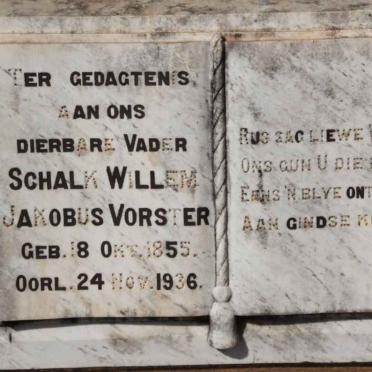 TER GEDAGTENIS
AAN ONS
DIERBARE VADER
SCHALK WILLEM
JAKOBUS VORSTER
GEB. 18 OKT. 1855.
OORL. 24 NOV. 1936.
RUS SAG LIEWE
ONS GUN U DIE
EENS 'N BLYE ONT
AAN GINDSE